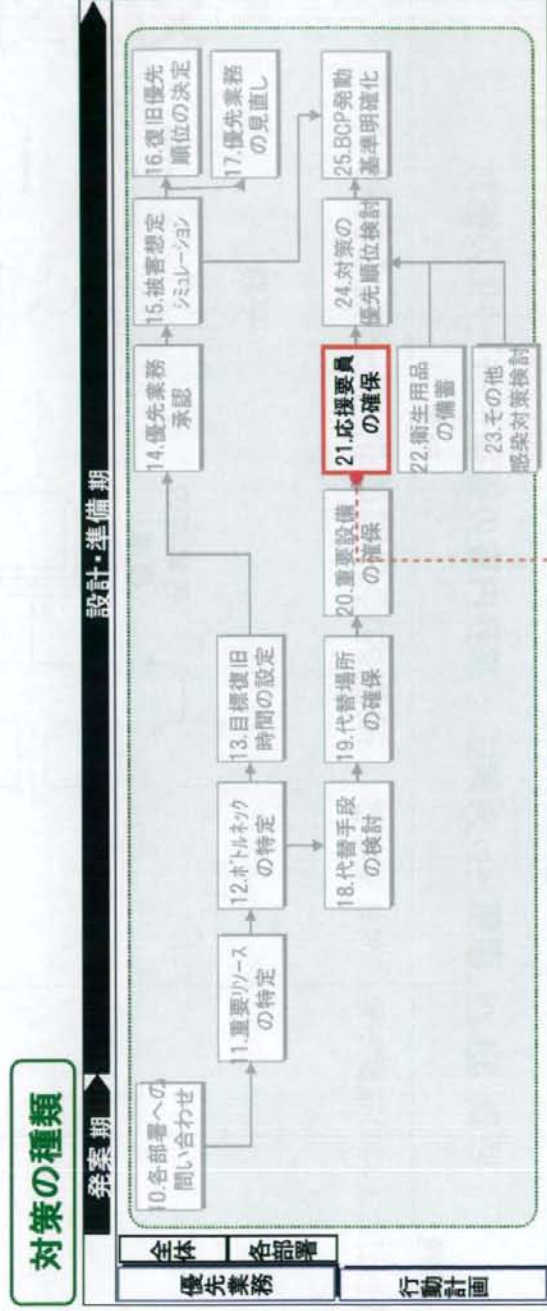 対策の種類
発案期
設計・準備期
優先業務
全体
各部署
行動計画
10.各部署への
問い合わせ
11.重要リソース
の特定
12.ボトルネック
の特定
13.目標復旧
時間の設定
14.優先業務
承認
15.被害想定
シミュレーション
16.復旧優先
順位の決定
17.優先業務
の見直し
18.代替手段
の検討
19.代替場所
の確保
20.重要設備
の確保
21.応援要員
の確保
22.衛生用品
の備蓄
23.その他
感染対策検討
24.対策の
優先順位検討
25.BCP発動
基準明確化